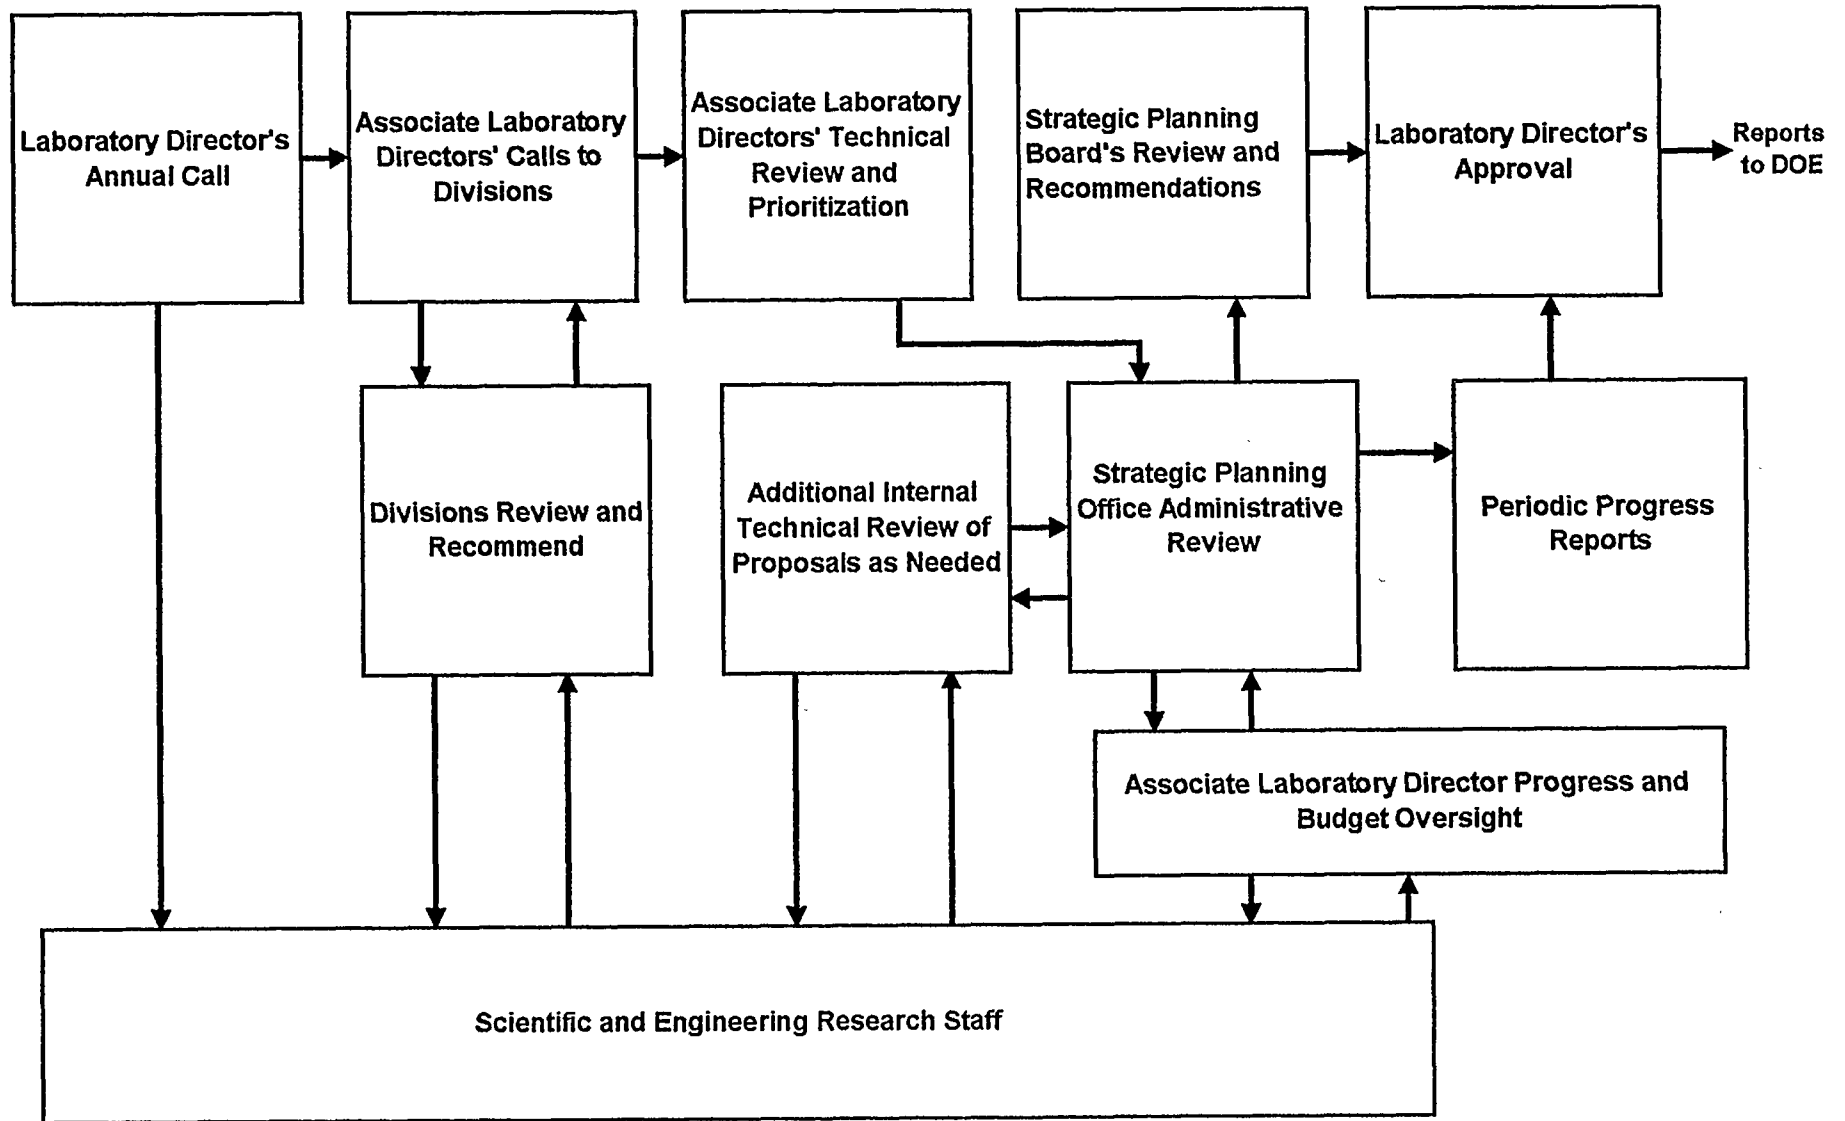 Laboratory Director's
Annual Call
Associate Laboratory
Directors' Calls to
Divisions
Associate Laboratory
Directors' Technical
Review and
Prioritization
Strategic Planning
Board's Review and
Recommendations
Laboratory Director's
Approval
Reports
to DOE
Divisions Review and
Recommend
Additional Internal
Technical Review of
Proposals as Needed
Strategic Planning
Office Administrative
Review
Periodic Progress
Reports
Associate Laboratory Director Progress and
Budget Oversight
Scientific and Engineering Research Staff